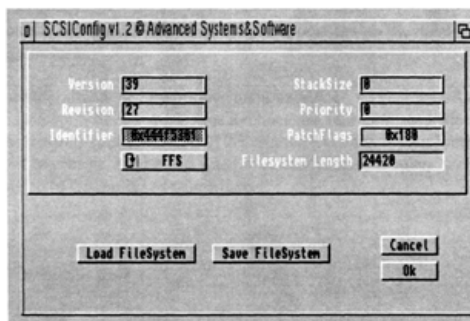 SCSIConfig v1.2 © Advanced Systems&Software
Version 39
StackSize 0
Revision 27
Priority 0
Identifier 0x444f5301
PatchFlags 0x180
FFS
Filesystem Length 24420
Load FileSystem
Save FileSystem
Cancel
Ok